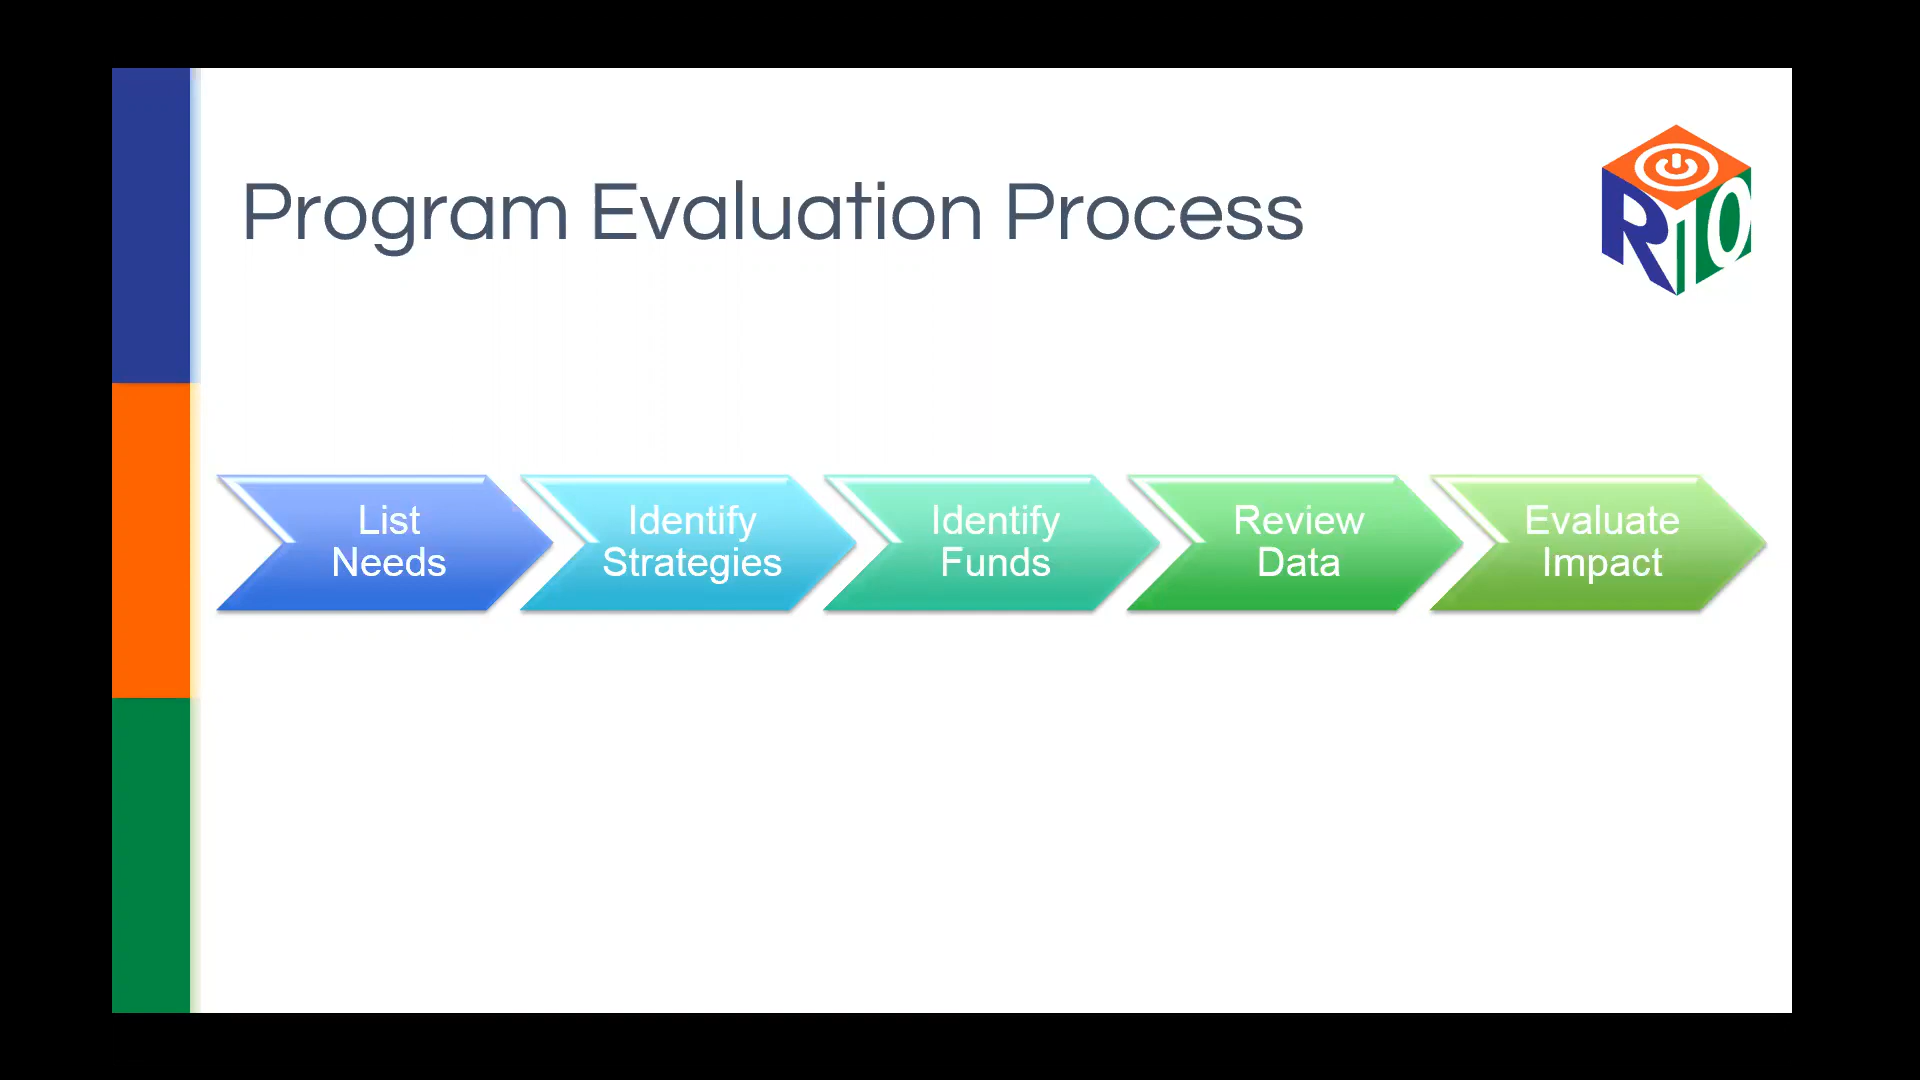 Program Evaluation Process
R10
List
Needs
Identify
Strategies
Identify
Funds
Review
Data
Evaluate
Impact